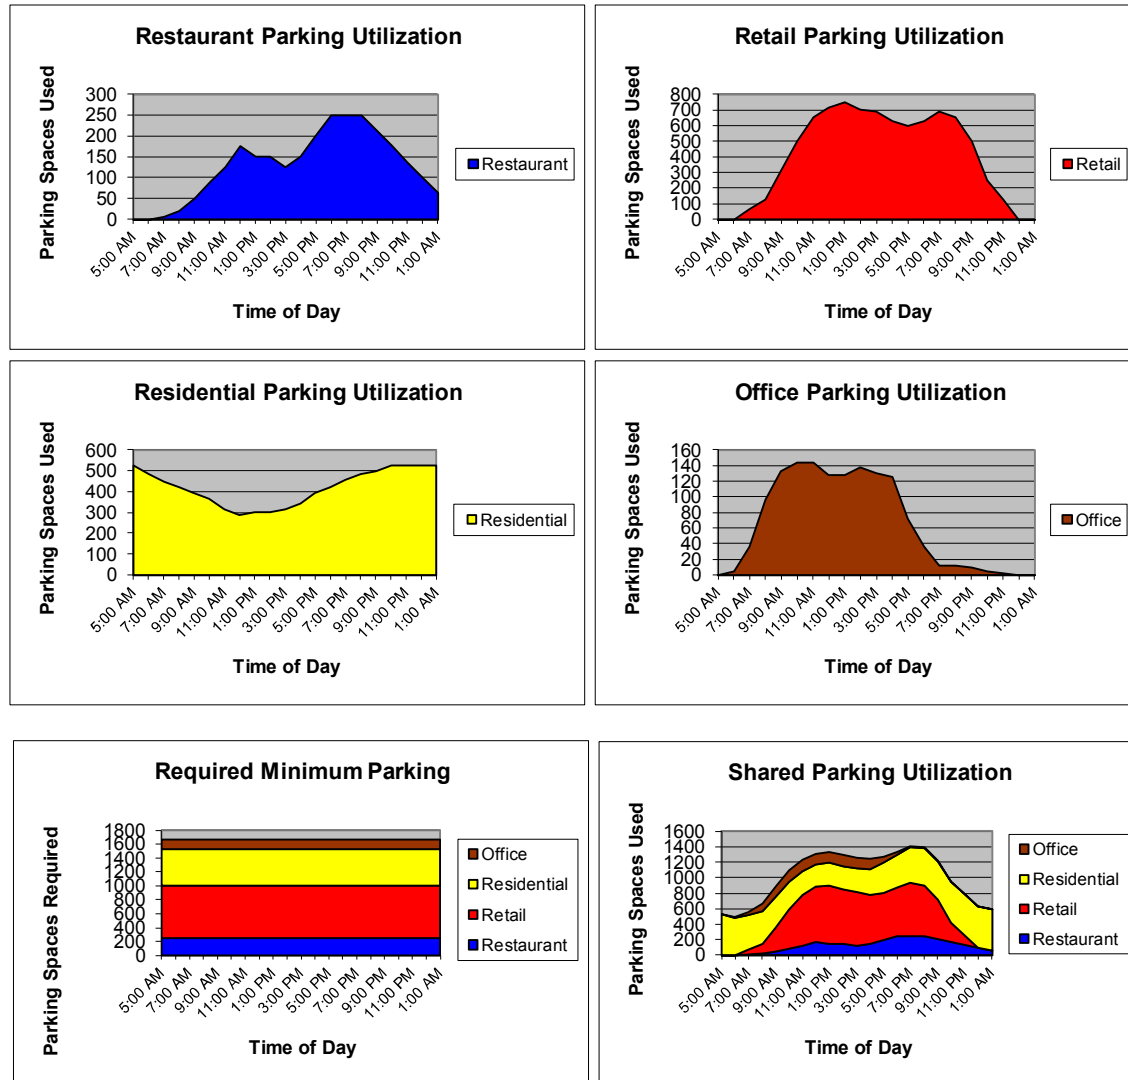 Restaurant Parking Utilization
Parking Spaces Used
300
250
200
150
100
50
0
5:00 AM
7:00 AM
9:00 AM
11:00 AM
1:00 PM
3:00 PM
5:00 PM
7:00 PM
9:00 PM
11:00 PM
1:00 AM
Time of Day
Restaurant
Retail Parking Utilization
Parking Spaces Used
800
700
600
500
400
300
200
100
0
5:00 AM
7:00 AM
9:00 AM
11:00 AM
1:00 PM
3:00 PM
5:00 PM
7:00 PM
9:00 PM
11:00 PM
1:00 AM
Time of Day
Retail
Residential Parking Utilization
Parking Spaces Used
600
500
400
300
200
100
0
5:00 AM
7:00 AM
9:00 AM
11:00 AM
1:00 PM
3:00 PM
5:00 PM
7:00 PM
9:00 PM
11:00 PM
1:00 AM
Time of Day
Residential
Office Parking Utilization
Parking Spaces Used
160
140
120
100
80
60
40
20
0
5:00 AM
7:00 AM
9:00 AM
11:00 AM
1:00 PM
3:00 PM
5:00 PM
7:00 PM
9:00 PM
11:00 PM
1:00 AM
Time of Day
Office
Required Minimum Parking
Parking Spaces Required
1800
1600
1400
1200
1000
800
600
400
200
0
5:00 AM
7:00 AM
9:00 AM
11:00 AM
1:00 PM
3:00 PM
5:00 PM
7:00 PM
9:00 PM
11:00 PM
1:00 AM
Time of Day
Office
Residential
Retail
Restaurant
Shared Parking Utilization
Parking Spaces Used
1600
1400
1200
1000
800
600
400
200
0
5:00 AM
7:00 AM
9:00 AM
11:00 AM
1:00 PM
3:00 PM
5:00 PM
7:00 PM
9:00 PM
11:00 PM
1:00 AM
Time of Day
Office
Residential
Retail
Restaurant